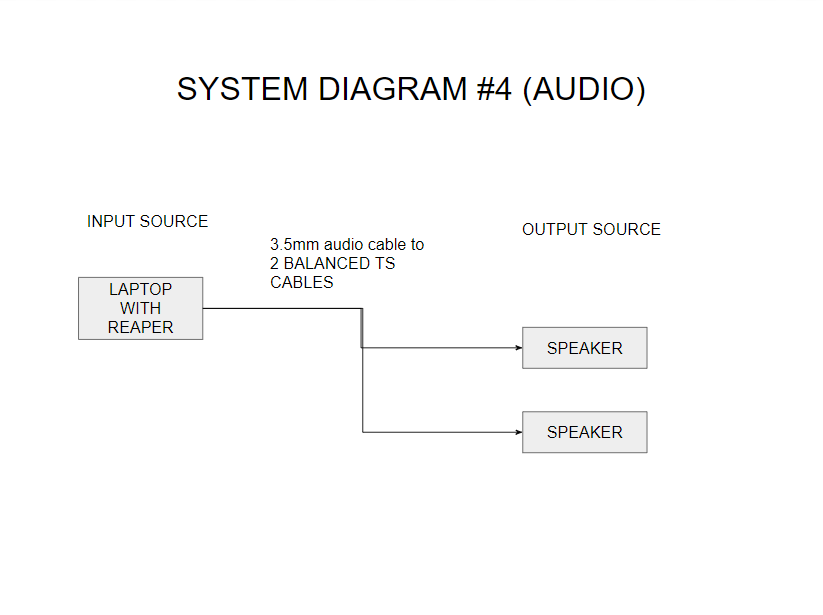 SYSTEM DIAGRAM #4 (AUDIO)
INPUT SOURCE
OUTPUT SOURCE
3.5mm audio cable to
2 BALANCED TS
CABLES
LAPTOP
WITH
REAPER
SPEAKER
SPEAKER